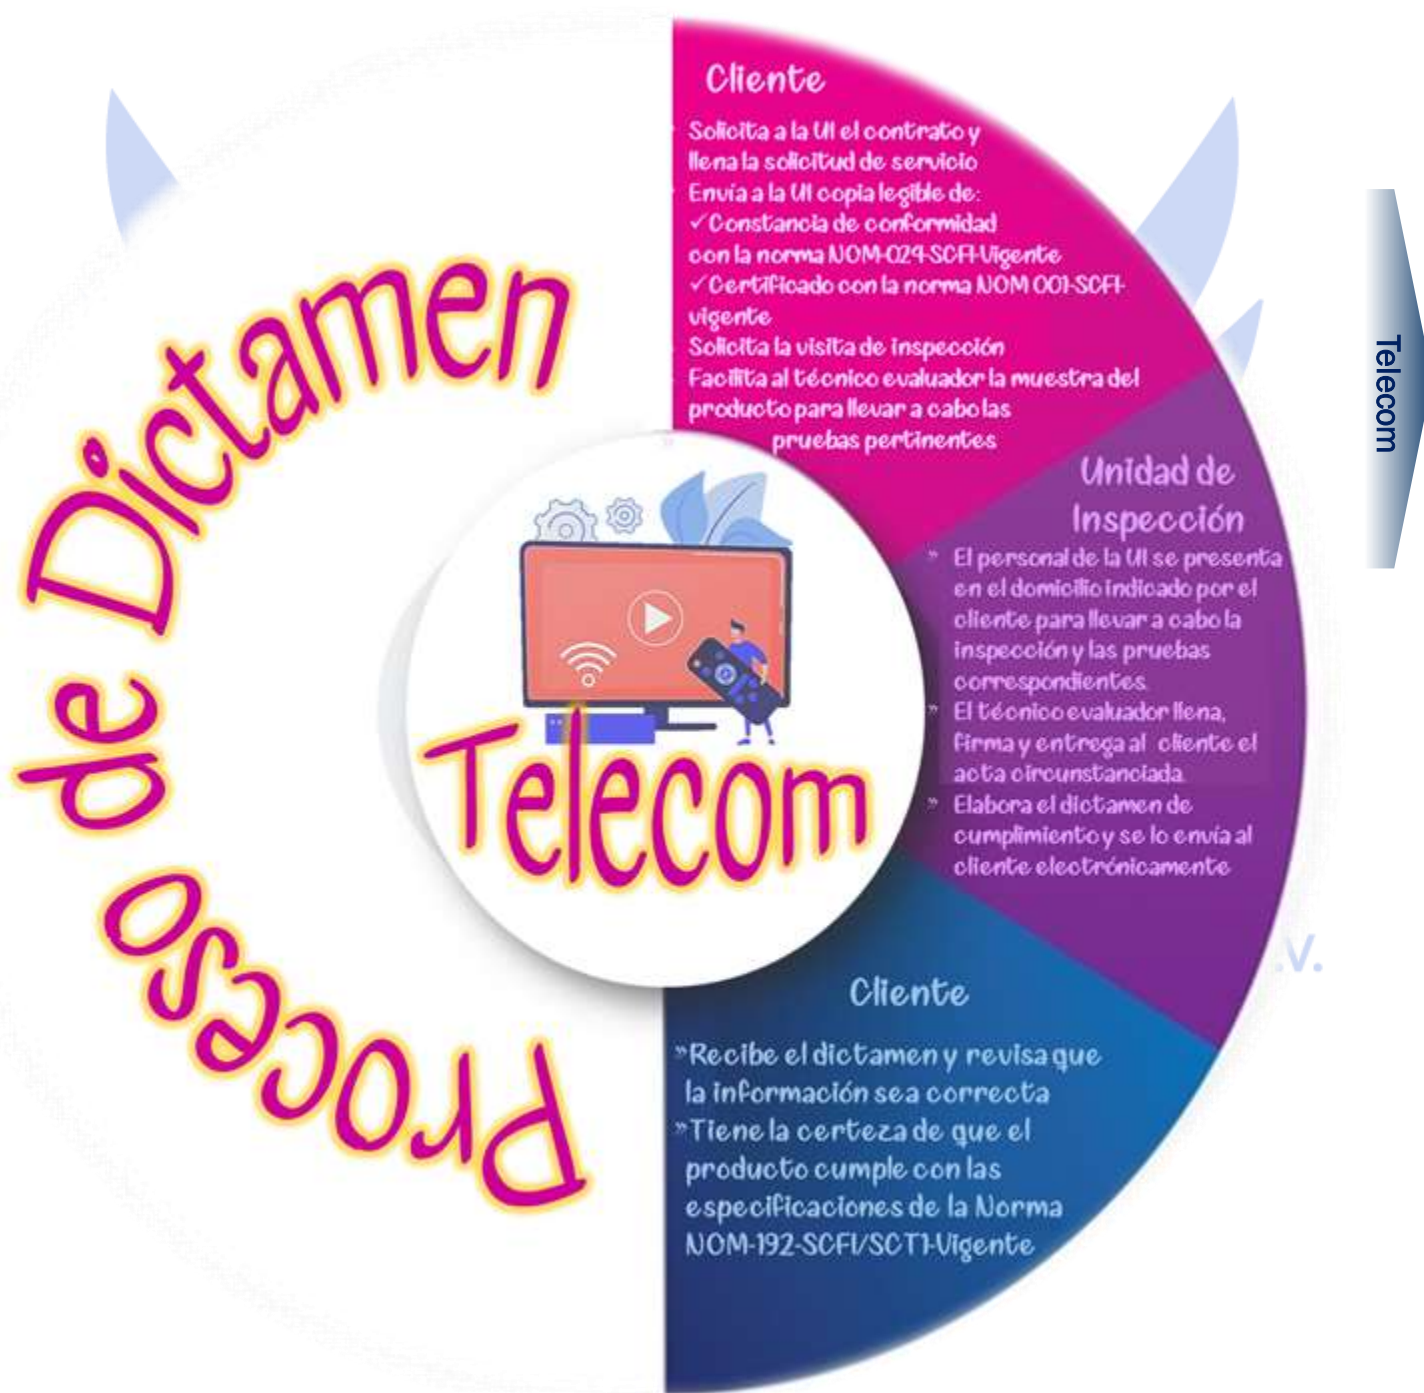 Proceso de Dictamen
Telecom
Cliente
Solicita a la UI el contrato y
llena la solicitud de servicio
Envía a la UI copia legible de:
✓Constancia de conformidad
con la norma NOM-029-SCFI-Vigente
✓Certificado con la norma NOM 001-SCFI-
vigente
Solicita la visita de inspección
Facilita al técnico evaluador la muestra del
producto para llevar a cabo las
pruebas pertinentes
Unidad de
Inspección
» El personal de la UI se presenta
en el domicilio indicado por el
cliente para llevar a cabo la
inspección y las pruebas
correspondientes.
» El técnico evaluador llena,
firma y entrega al cliente el
acta circunstanciada.
» Elabora el dictamen de
cumplimiento y se lo envía al
cliente electrónicamente
Cliente
»Recibe el dictamen y revisa que
la información sea correcta
»Tiene la certeza de que el
producto cumple con las
especificaciones de la Norma
NOM-192-SCFI/SCT1-Vigente
Telecom
.V.